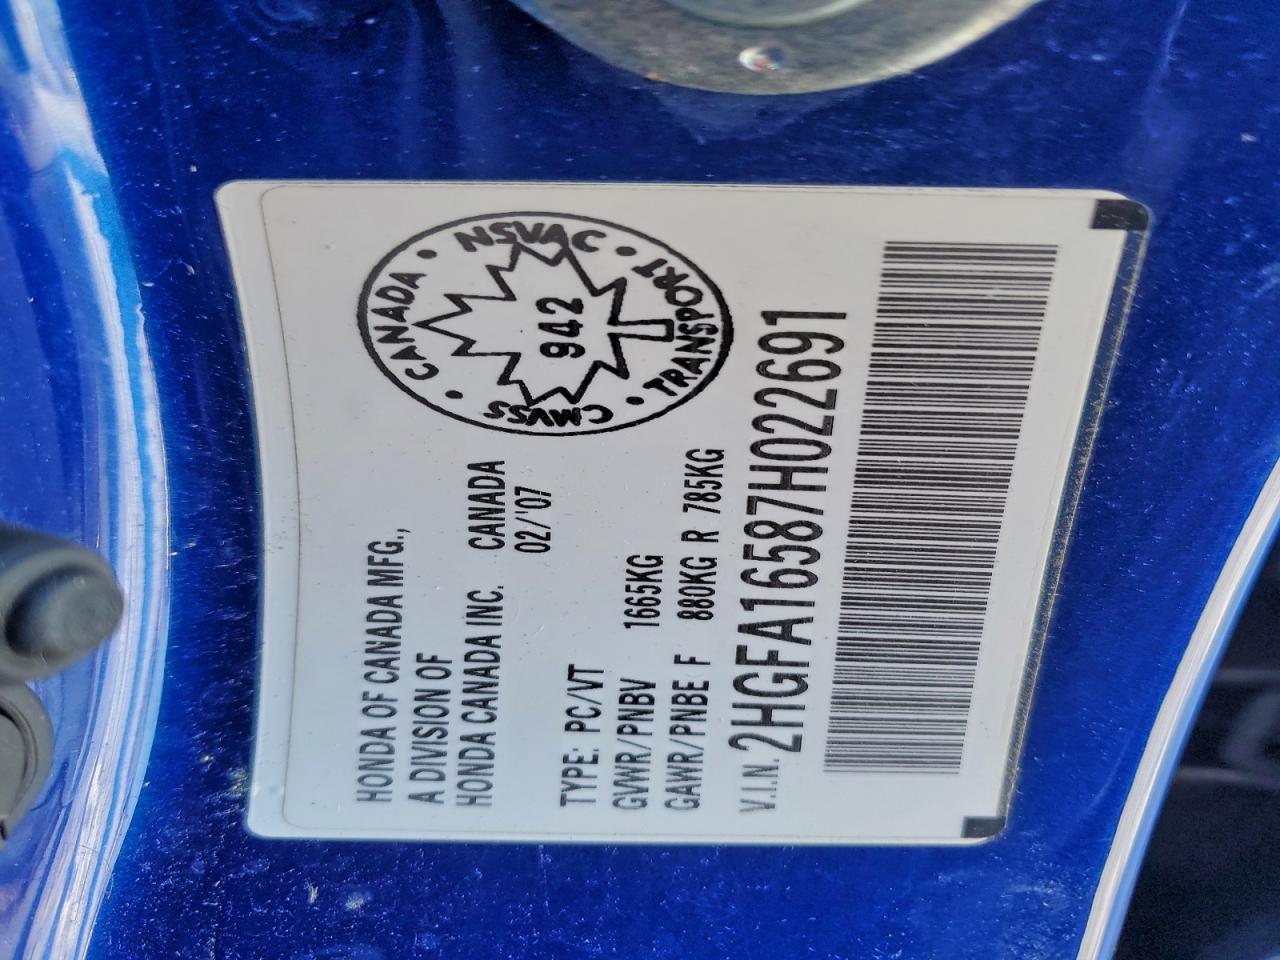 HONDA OF CANADA MFG.,
A DIVISION OF
HONDA CANADA INC. CANADA
02/'07
TYPE: PC/VT
GVWR/PNBV 1665KG
GAWR/PNBE F 880KG R 785KG
V.I.N. 2HGFA16587H022691
CANADA • NSVAC • TRANSPORT • CMVSS •
942